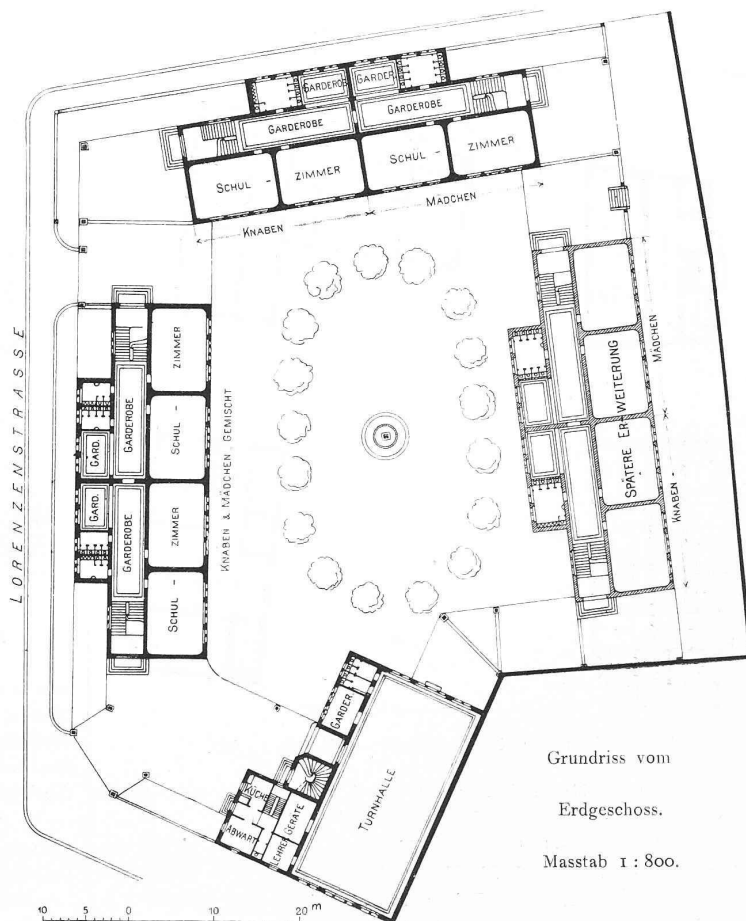 GARDEROB
GARDER
GARDEROBE
GARDEROBE
SCHUL -
ZIMMER
SCHUL -
ZIMMER
KNABEN
MÄDCHEN
LORENZENSTRASSE
ZIMMER
SCHUL -
ZIMMER
SCHUL -
GARDEROBE
GARDEROBE
GARD.
GARD.
KNABEN & MÄDCHEN GEMISCHT
SPÄTERE ER-WEITERUNG
MÄDCHEN
KNABEN -
GARDER.
KÜCHE
ABWART
GERÄTE
LEHRER
TURNHALLE
Grundriss vom
Erdgeschoss.
Masstab 1 : 800.
10 5 0 10 20 m